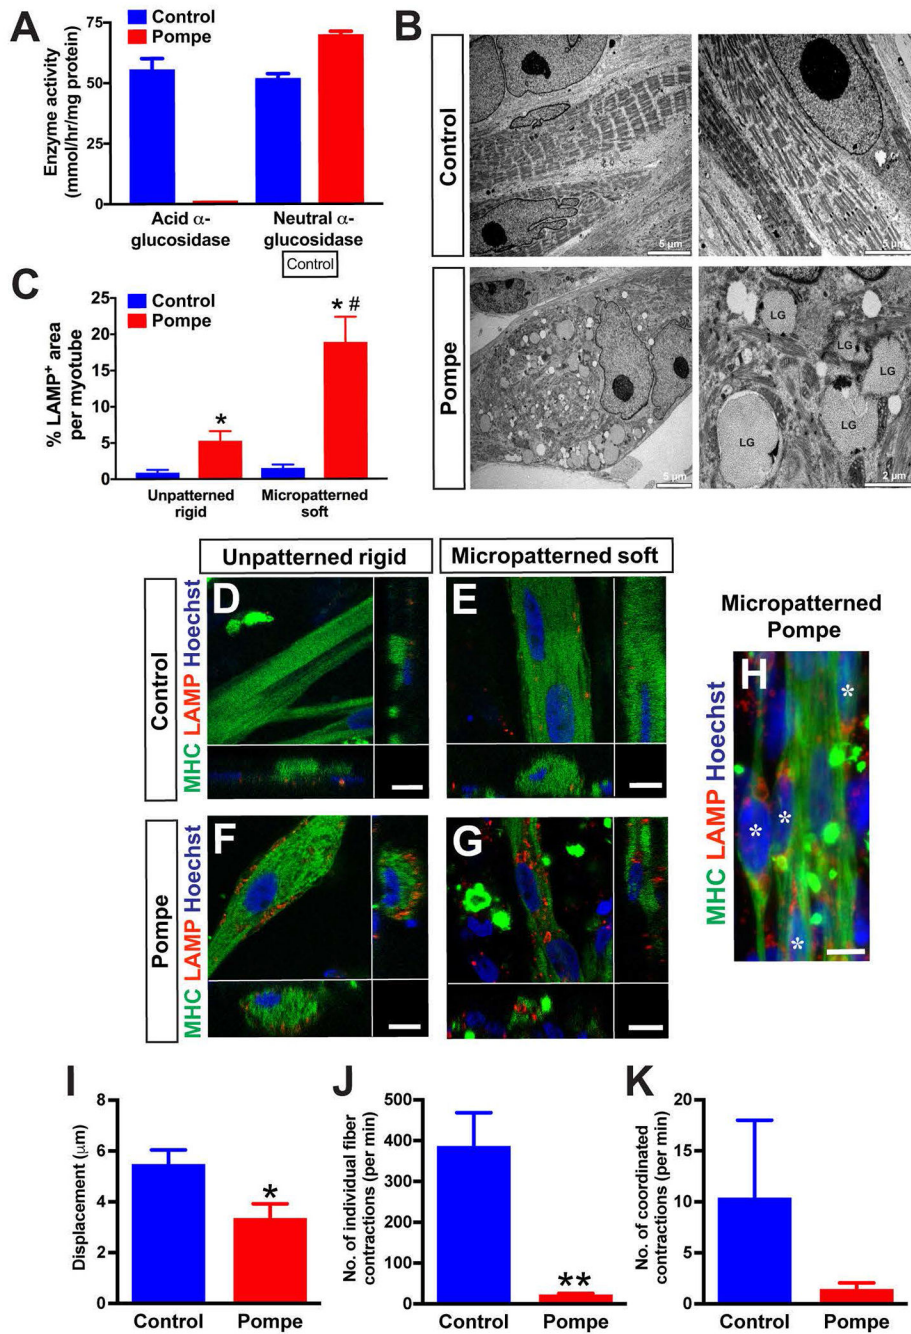 A
Control
Pompe
Enzyme activity
(mmol/hr/mg protein)
75
50
25
0
Acid α-
glucosidase
Neutral α-
glucosidase
Control
B
Control
5 µm
5 µm
Pompe
5 µm
LG
LG
LG
LG
LG
2 µm
C
Control
Pompe
% LAMP+ area
per myotube
25
20
15
10
5
0
*
* #
Unpatterned
rigid
Micropatterned
soft
Unpatterned rigid
Micropatterned soft
Control
MHC LAMP Hoechst
D
E
Pompe
MHC LAMP Hoechst
F
G
Micropatterned
Pompe
MHC LAMP Hoechst
H
*
*
*
*
I
Displacement (µm)
8
6
4
2
0
*
Control
Pompe
J
No. of individual fiber
contractions (per min)
500
400
300
200
100
0
**
Control
Pompe
K
No. of coordinated
contractions (per min)
20
15
10
5
0
Control
Pompe